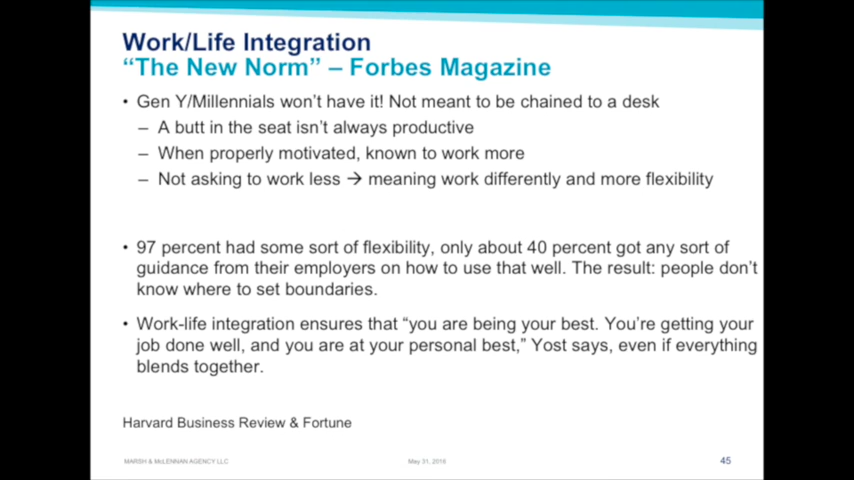 Work/Life Integration
“The New Norm” – Forbes Magazine
• Gen Y/Millennials won’t have it! Not meant to be chained to a desk
– A butt in the seat isn’t always productive
– When properly motivated, known to work more
– Not asking to work less → meaning work differently and more flexibility
• 97 percent had some sort of flexibility, only about 40 percent got any sort of
guidance from their employers on how to use that well. The result: people don’t
know where to set boundaries.
• Work-life integration ensures that “you are being your best. You’re getting your
job done well, and you are at your personal best,” Yost says, even if everything
blends together.
Harvard Business Review & Fortune
MARSH & McLENNAN AGENCY LLC
May 31, 2016
45